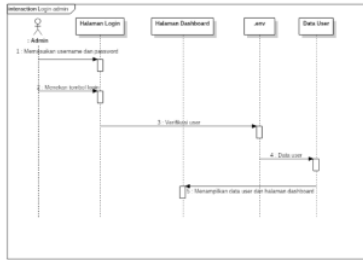 interaction Login admin
Halaman Login
Halaman Dashboard
.env
Data User
: Admin
1 : Memasukan username dan password
2 : Menekan tombol login
3 : Verifikasi user
4 : Data user
5 : Menampilkan data user dan halaman dashboard